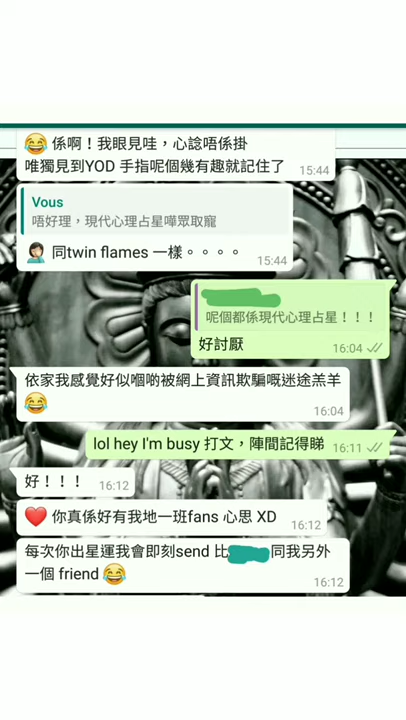 😂 係啊！我眼見哇，心諗唔係掛
唯獨見到YOD 手指呢個幾有趣就記住了
15:44
Vous
唔好理，現代心理占星嘩眾取寵
🤦🏻‍♀️ 同twin flames 一樣。。。。
15:44
呢個都係現代心理占星！！！
好討厭
16:04
依家我感覺好似嗰啲被網上資訊欺騙嘅迷途羔羊
😂
16:04
lol hey I'm busy 打文，陣間記得睇
16:11
好！！！
16:12
❤️ 你真係好有我地一班fans 心思 XD
16:12
每次你出星運我會即刻send 比
同我另外
一個 friend 😂
16:12